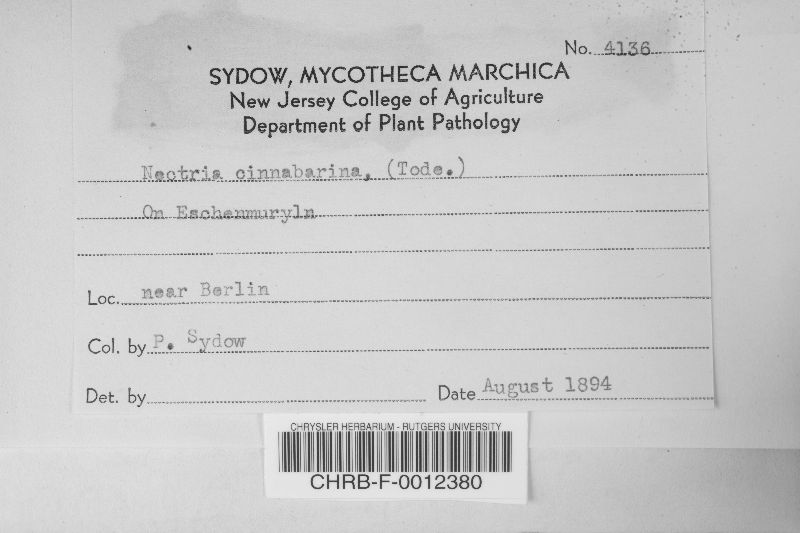 No. 4136
SYDOW, MYCOTHECA MARCHICA
New Jersey College of Agriculture
Department of Plant Pathology
Nectria cinnabarina, (Tode.)
On Eschenmuryln
Loc. near Berlin
Col. by P. Sydow
Det. by
Date August 1894
CHRYSLER HERBARIUM - RUTGERS UNIVERSITY
CHRB-F-0012380